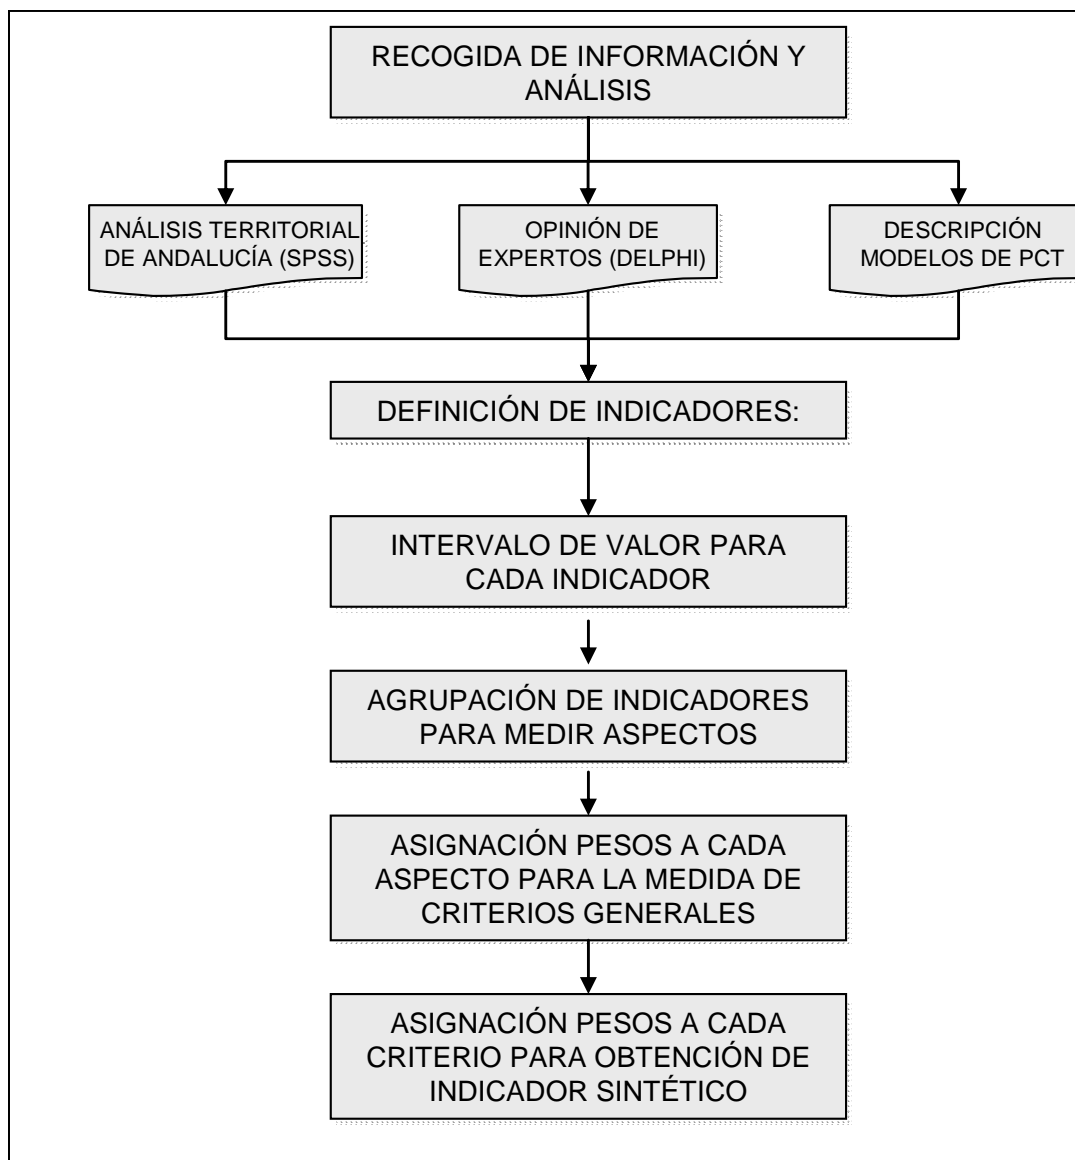 RECOGIDA DE INFORMACIÓN Y
ANÁLISIS
ANÁLISIS TERRITORIAL
DE ANDALUCÍA (SPSS)
OPINIÓN DE
EXPERTOS (DELPHI)
DESCRIPCIÓN
MODELOS DE PCT
DEFINICIÓN DE INDICADORES:
INTERVALO DE VALOR PARA
CADA INDICADOR
AGRUPACIÓN DE INDICADORES
PARA MEDIR ASPECTOS
ASIGNACIÓN PESOS A CADA
ASPECTO PARA LA MEDIDA DE
CRITERIOS GENERALES
ASIGNACIÓN PESOS A CADA
CRITERIO PARA OBTENCIÓN DE
INDICADOR SINTÉTICO